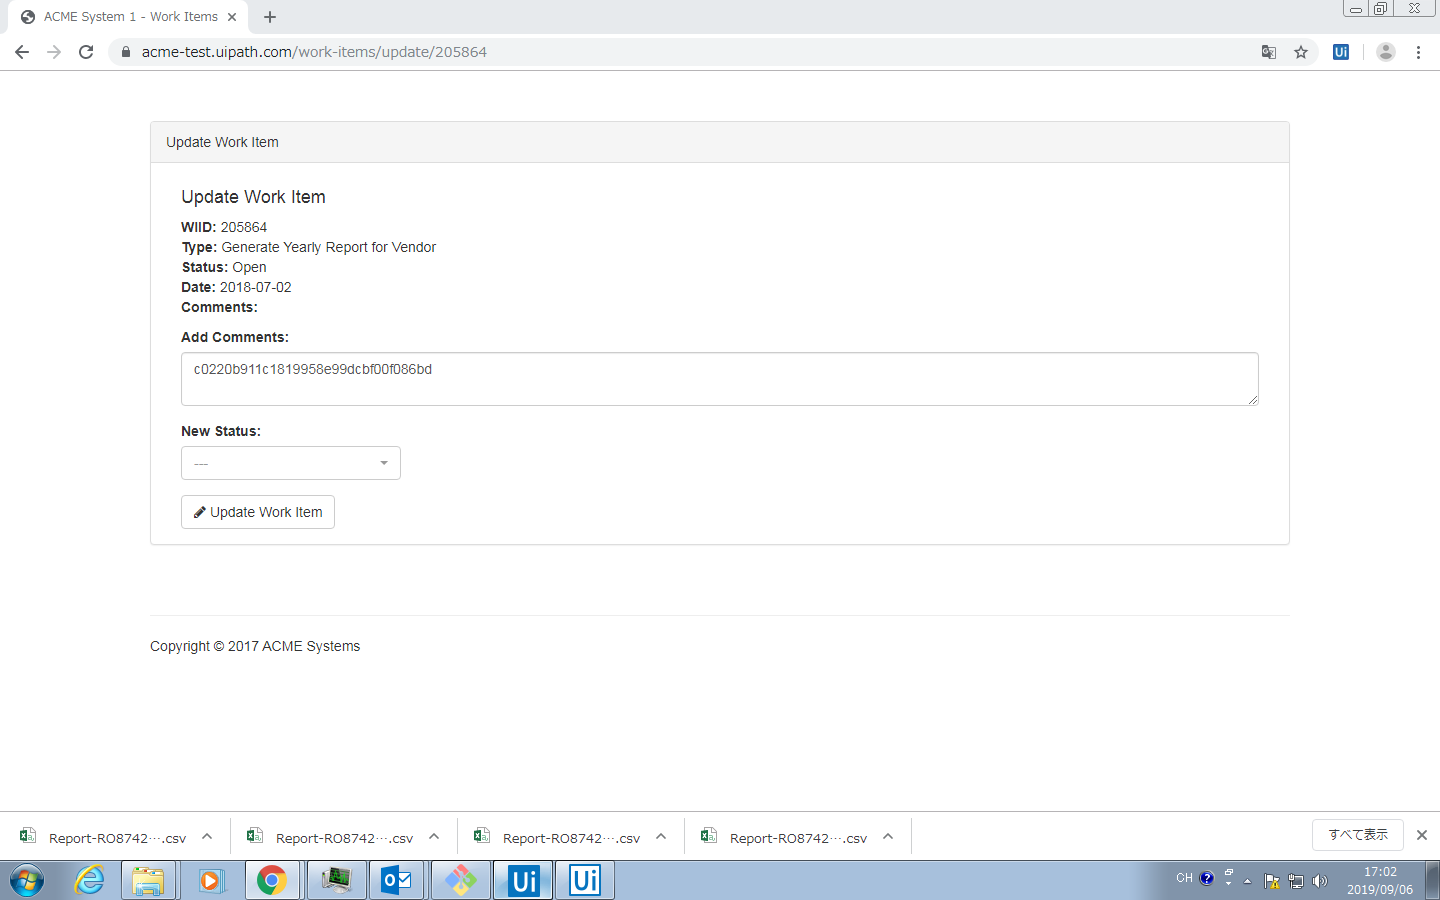 ACME System 1 - Work Items
acme-test.uipath.com/work-items/update/205864
Ui
Update Work Item
Update Work Item
WIID: 205864
Type: Generate Yearly Report for Vendor
Status: Open
Date: 2018-07-02
Comments:
Add Comments:
c0220b911c1819958e99dcbf00f086bd
New Status:
---
Update Work Item
Copyright © 2017 ACME Systems
Report-RO8742….csv
Report-RO8742….csv
Report-RO8742….csv
Report-RO8742….csv
すべて表示
Ui
Ui
CH
17:02
2019/09/06